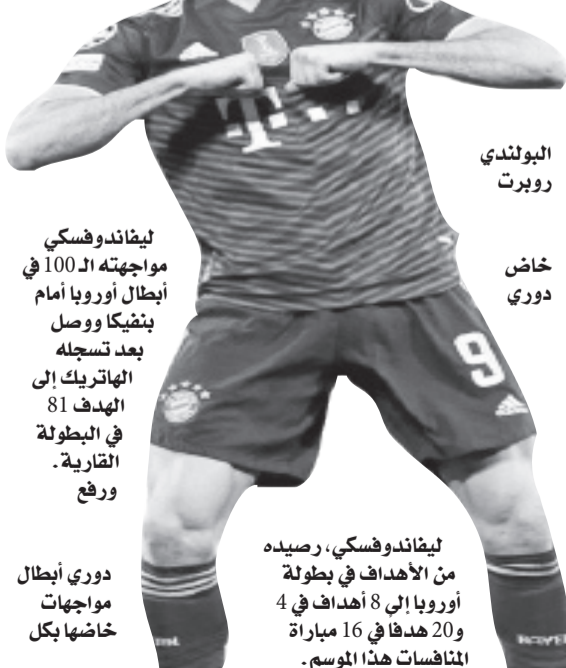 البولندي
روبرت
ليفاندوفسكي
خاض مواجهته الـ 100 في
دوري أبطال أوروبا أمام
بنفيكا ووصل
بعد تسجله
الهاتريك إلى
الهدف 81
في البطولة
القارية.
ورفع
ليفاندوفسكي، رصيده
من الأهداف في بطولة دوري أبطال
أوروبا إلى 8 أهداف في 4 مواجهات
و20 هدفاً في 16 مباراة خاضها بكل
المنافسات هذا الموسم.
T
9